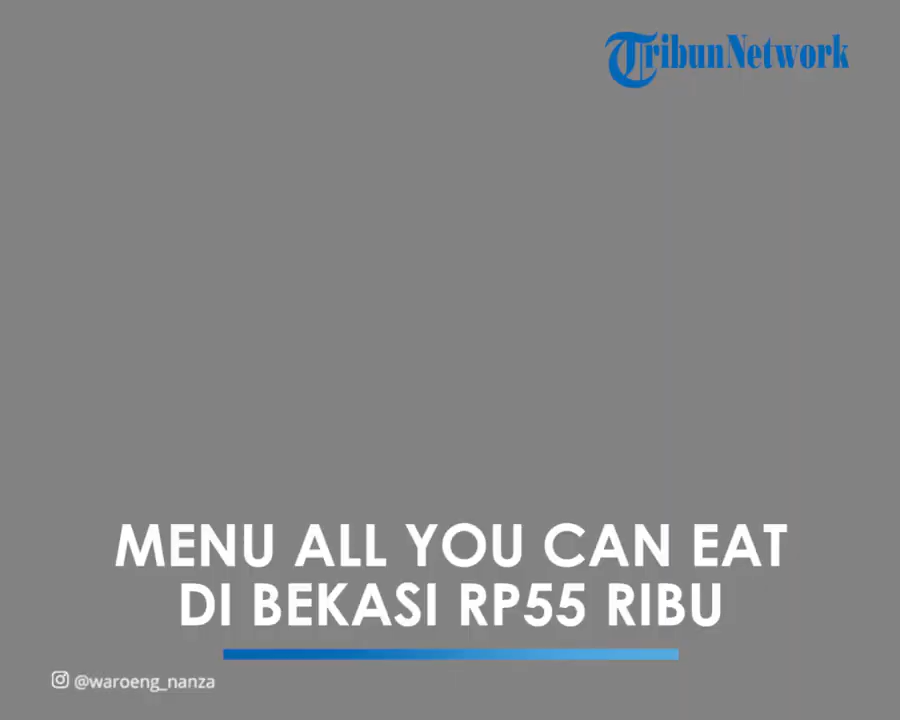 TribunNetwork
MENU ALL YOU CAN EAT
DI BEKASI RP55 RIBU
@waroeng_nanza